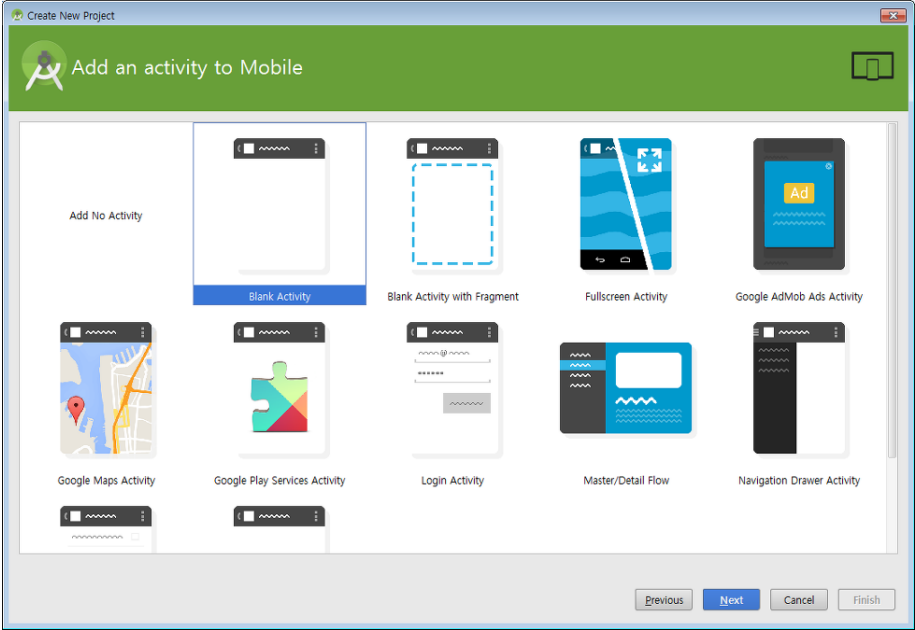 Create New Project
Add an activity to Mobile
Add No Activity
Ad
Blank Activity
Blank Activity with Fragment
Fullscreen Activity
Google AdMob Ads Activity
@
Google Maps Activity
Google Play Services Activity
Login Activity
Master/Detail Flow
Navigation Drawer Activity
Previous
Next
Cancel
Finish